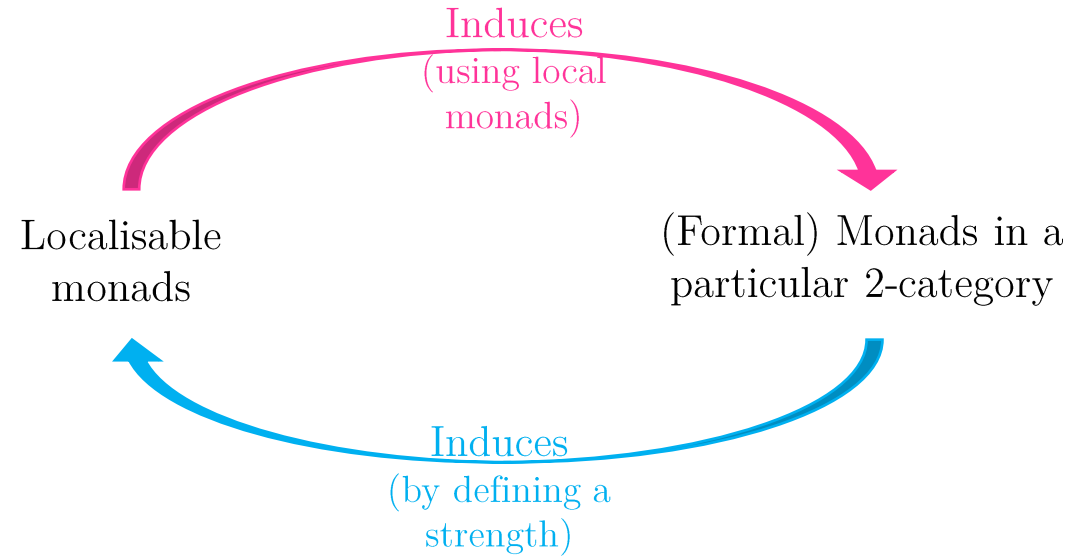 Induces
(using local
monads)
Localisable
monads
(Formal) Monads in a
particular 2-category
Induces
(by defining a
strength)